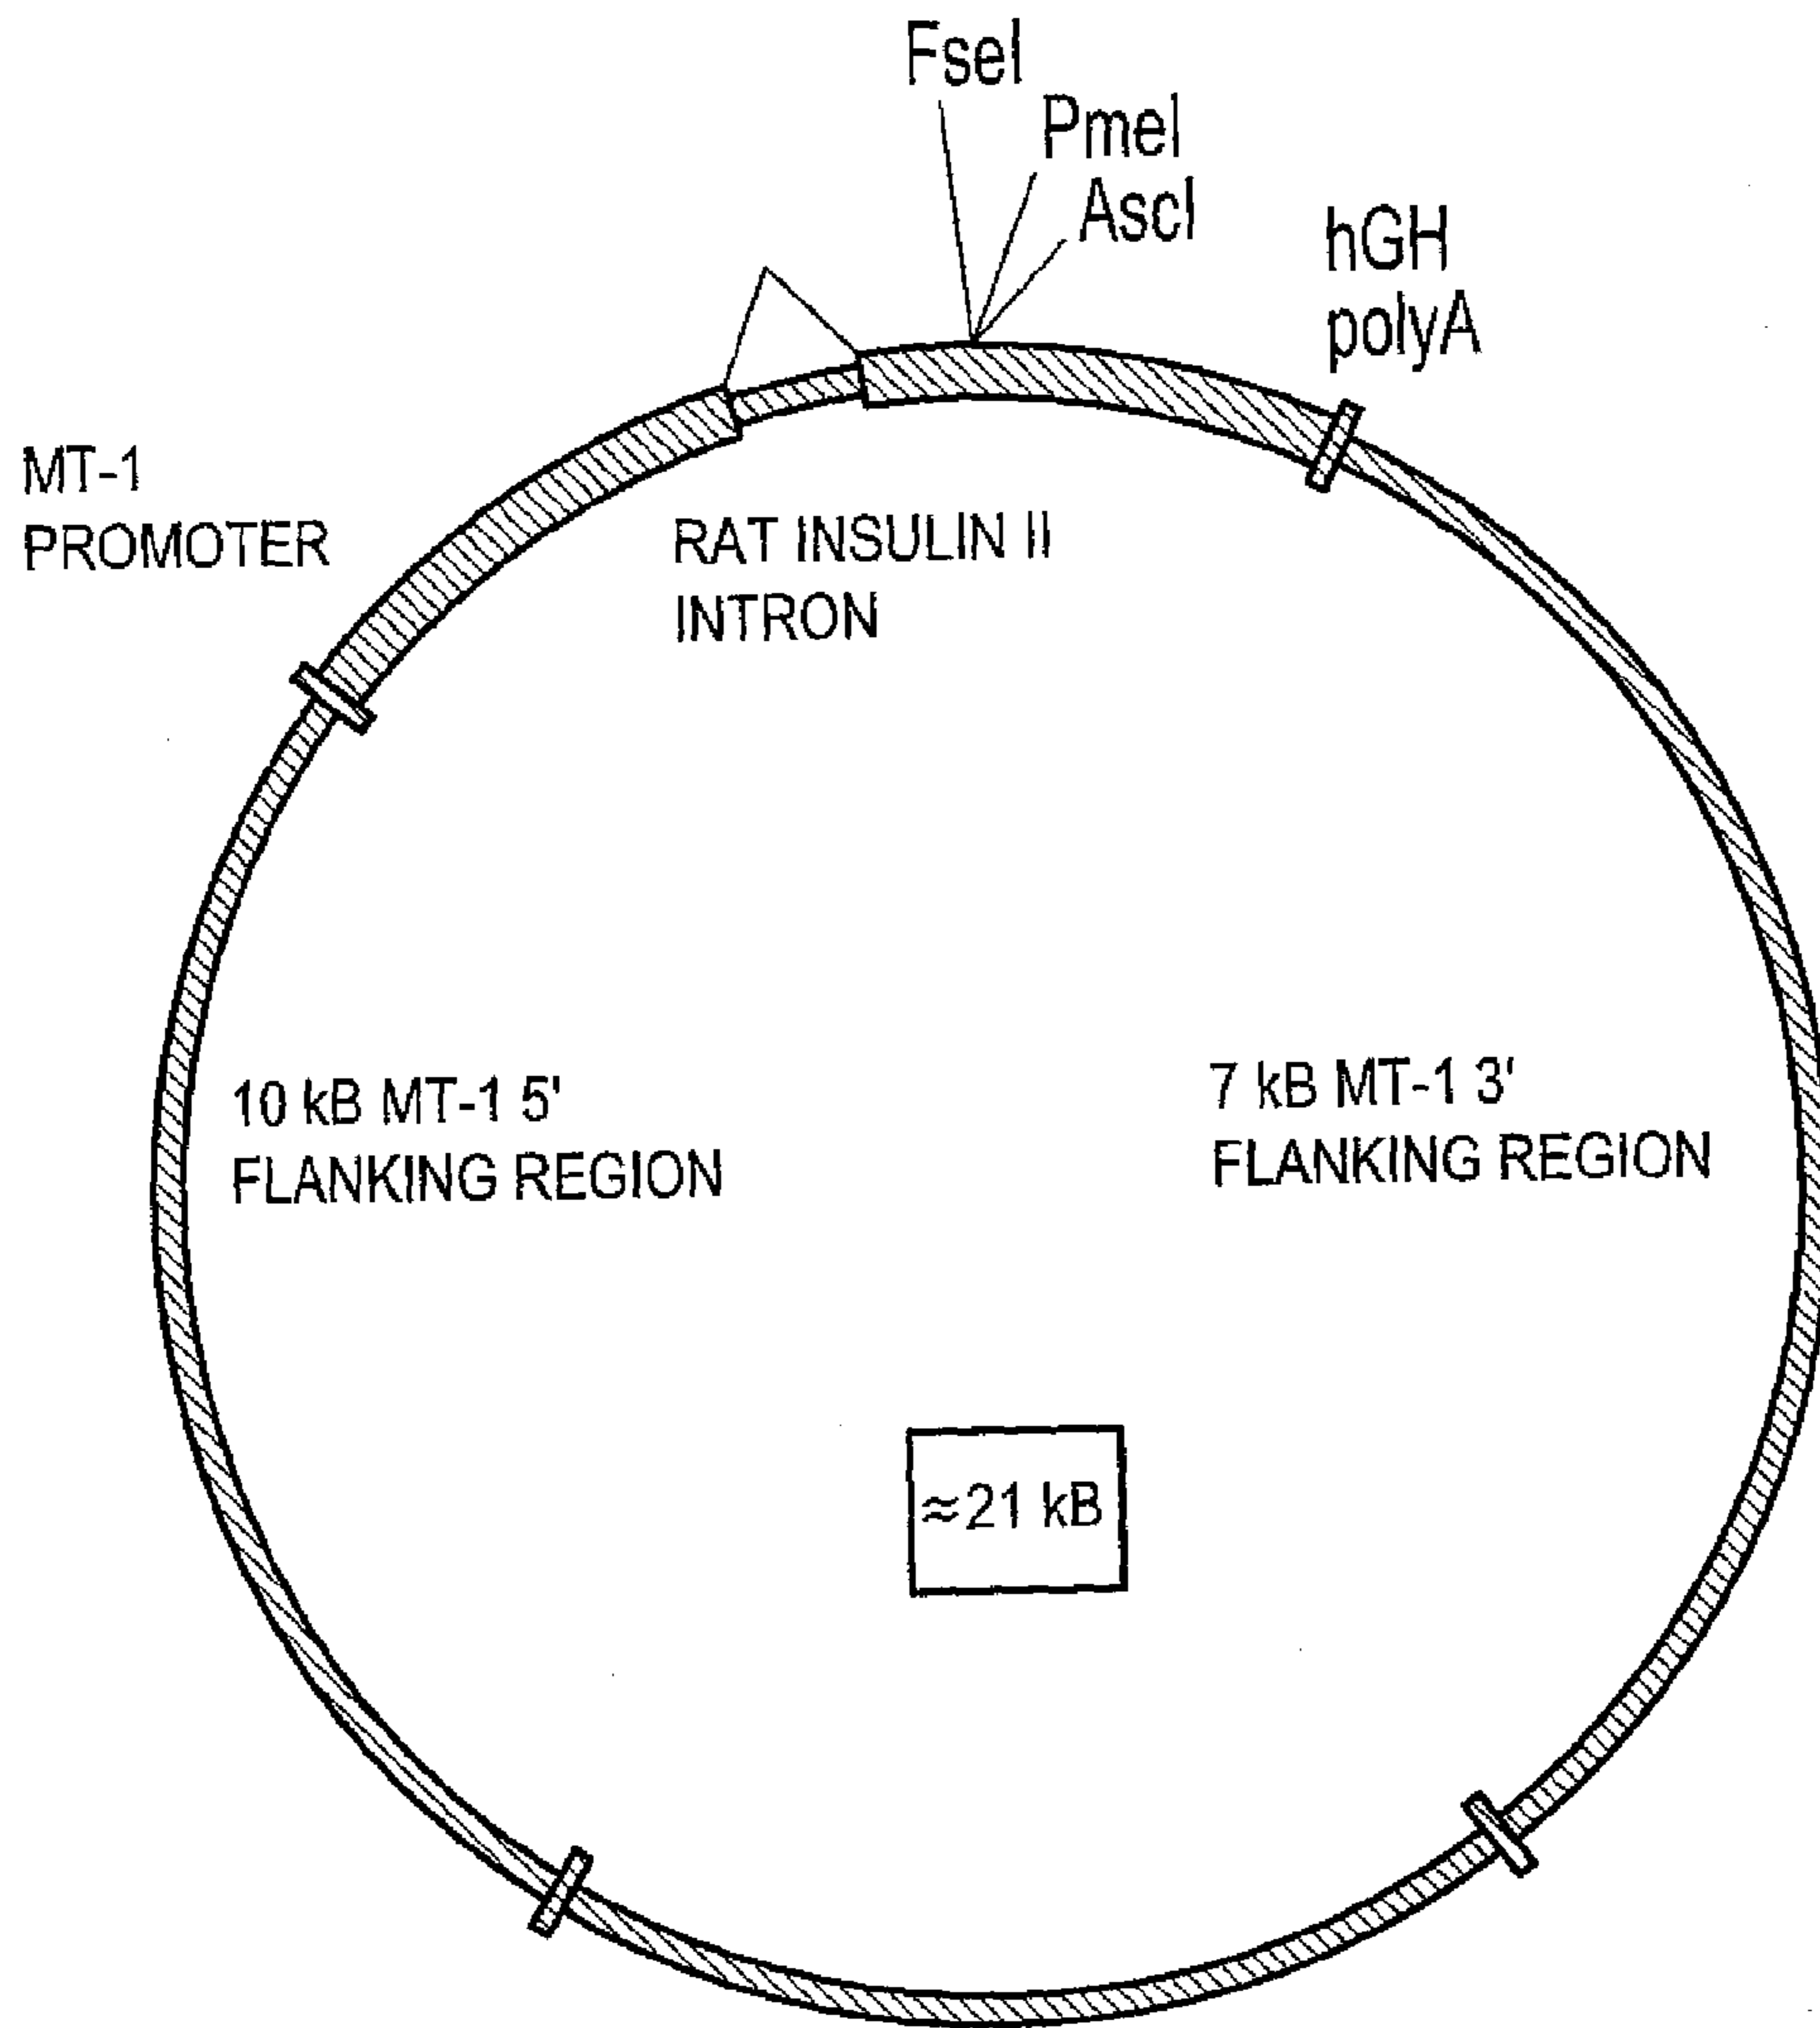 FseI
PmeI
AscI
hGH
polyA
MT-1
PROMOTER
RAT INSULIN II
INTRON
10 kB MT-1 5'
FLANKING REGION
7 kB MT-1 3'
FLANKING REGION
≈21 kB